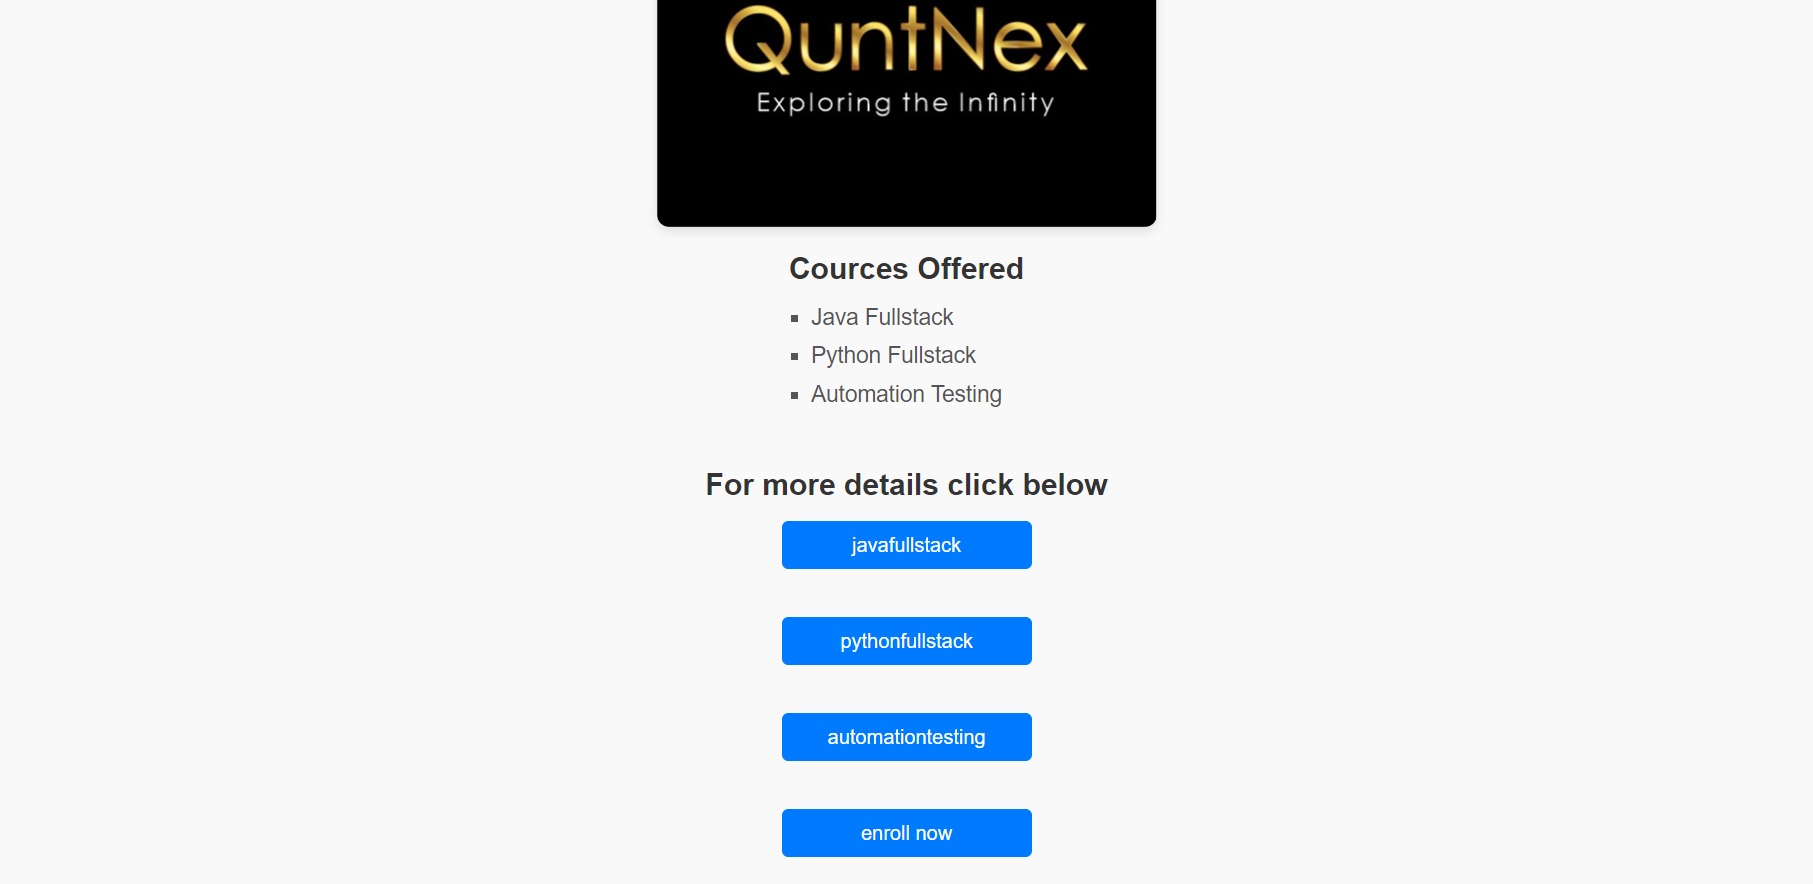 QuntNex
Exploring the Infinity
Cources Offered
Java Fullstack
Python Fullstack
Automation Testing
For more details click below
javafullstack
pythonfullstack
automationtesting
enroll now